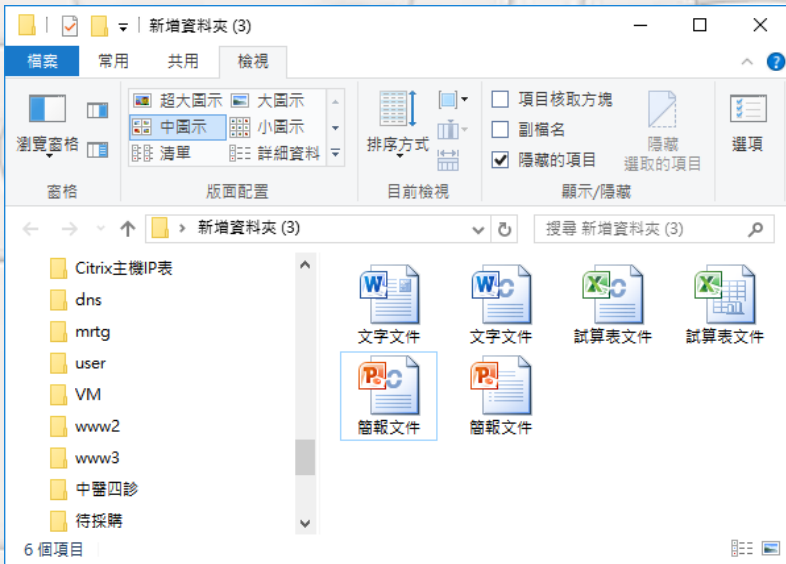 新增資料夾 (3)
檔案 常用 共用 檢視
瀏覽窗格
超大圖示 大圖示
中圖示 小圖示
清單 詳細資料
排序方式
項目核取方塊
副檔名
隱藏的項目
隱藏
選取的項目
選項
窗格 版面配置 目前檢視 顯示/隱藏
新增資料夾 (3)
搜尋 新增資料夾 (3)
Citrix主機IP表
dns
mrtg
user
VM
www2
www3
中醫四診
待採購
文字文件 文字文件 試算表文件 試算表文件
簡報文件 簡報文件
6 個項目